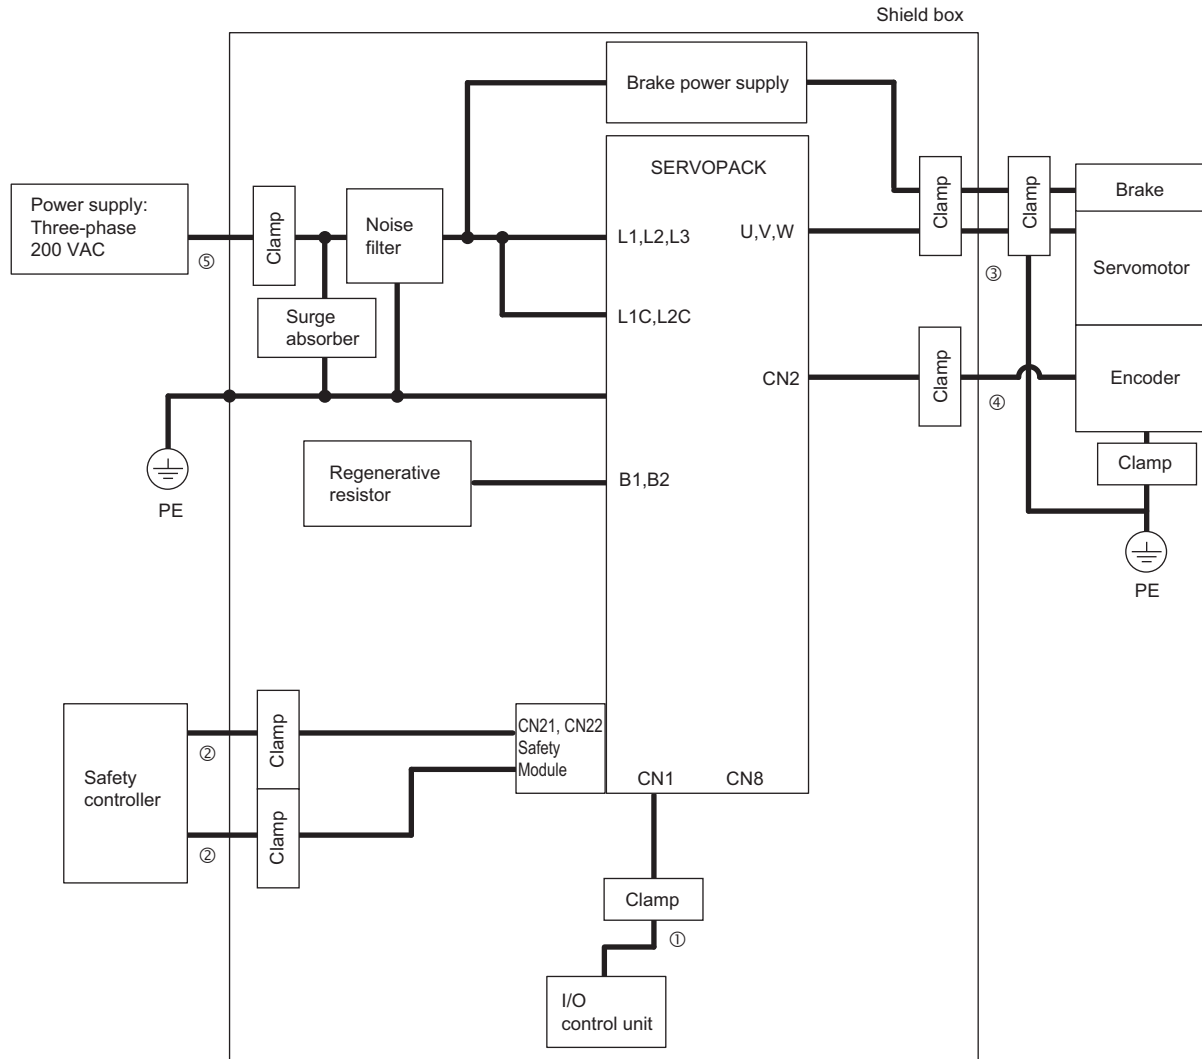 Shield box
Brake power supply
SERVOPACK
Power supply:
Three-phase
200 VAC
⑤
Clamp
Noise
filter
L1,L2,L3
U,V,W
Clamp
Clamp
③
Brake
Servomotor
Surge
absorber
L1C,L2C
CN2
Clamp
④
Encoder
Clamp
PE
Regenerative
resistor
B1,B2
PE
Safety
controller
②
②
Clamp
Clamp
CN21, CN22
Safety
Module
CN1
CN8
Clamp
①
I/O
control unit